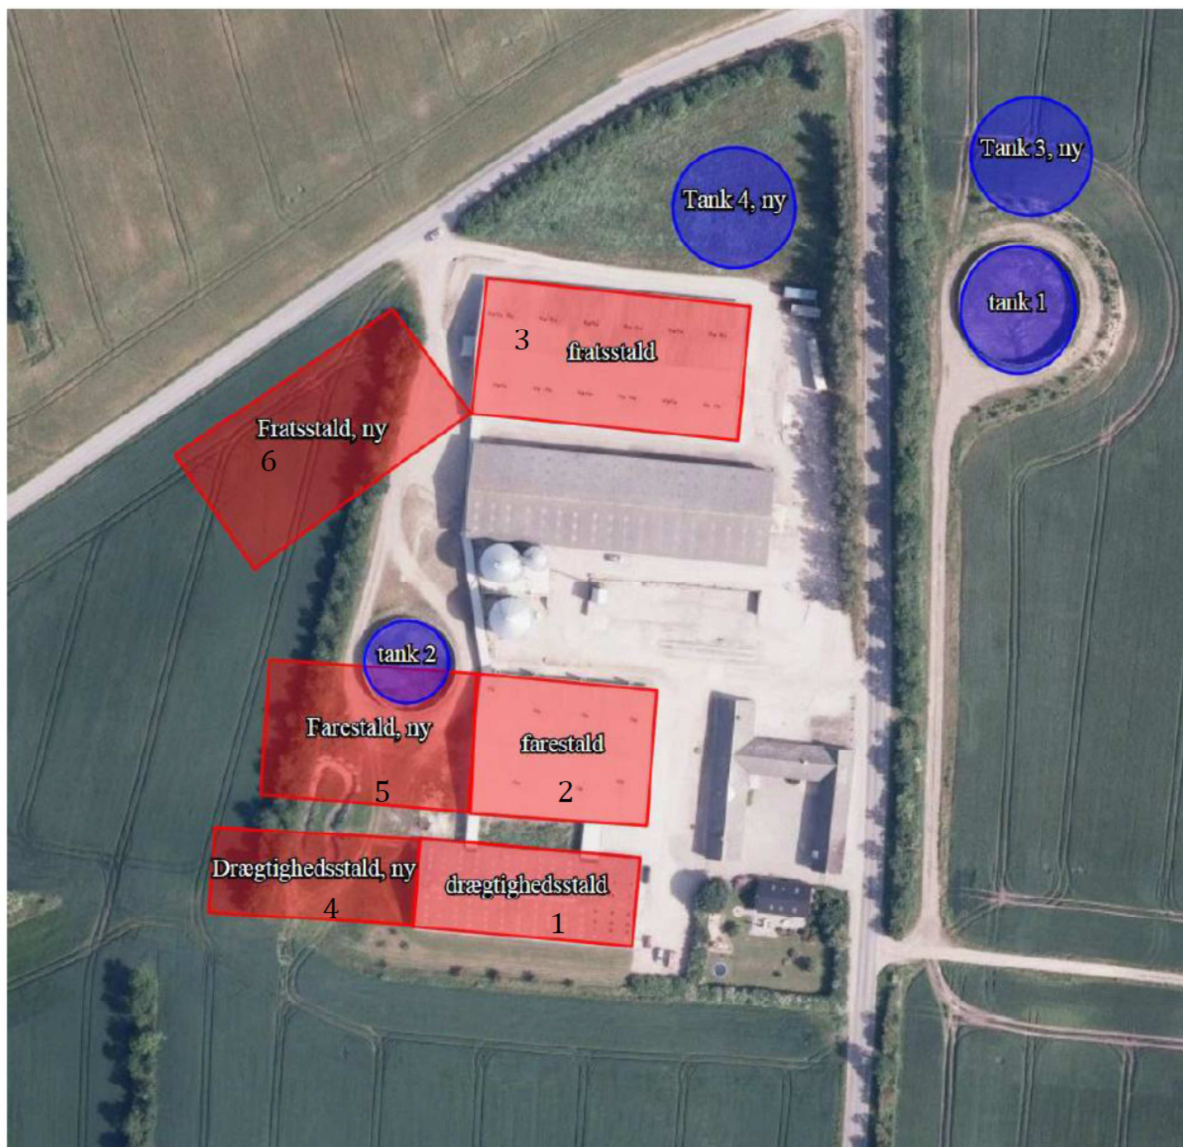 Tank 3, ny
Tank 4, ny
tank 1
3
fratsstald
Fratsstald, ny
6
tank 2
Farestald, ny
farestald
5
2
Drægtighedsstald, ny
drægtighedsstald
4
1